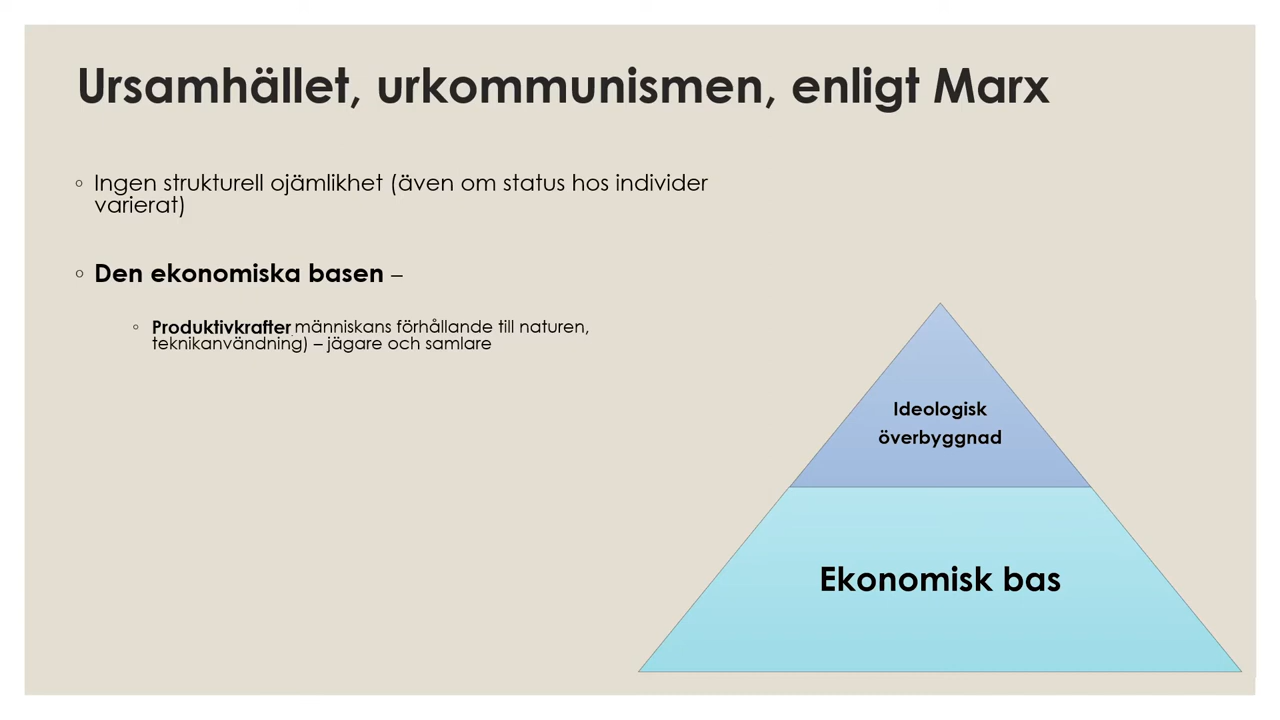 Ursamhället, urkommunismen, enligt Marx
◦ Ingen strukturell ojämlikhet (även om status hos individer
varierat)
◦ Den ekonomiska basen –
◦ Produktivkrafter människans förhållande till naturen,
teknikanvändning) – jägare och samlare
Ideologisk
överbyggnad
Ekonomisk bas